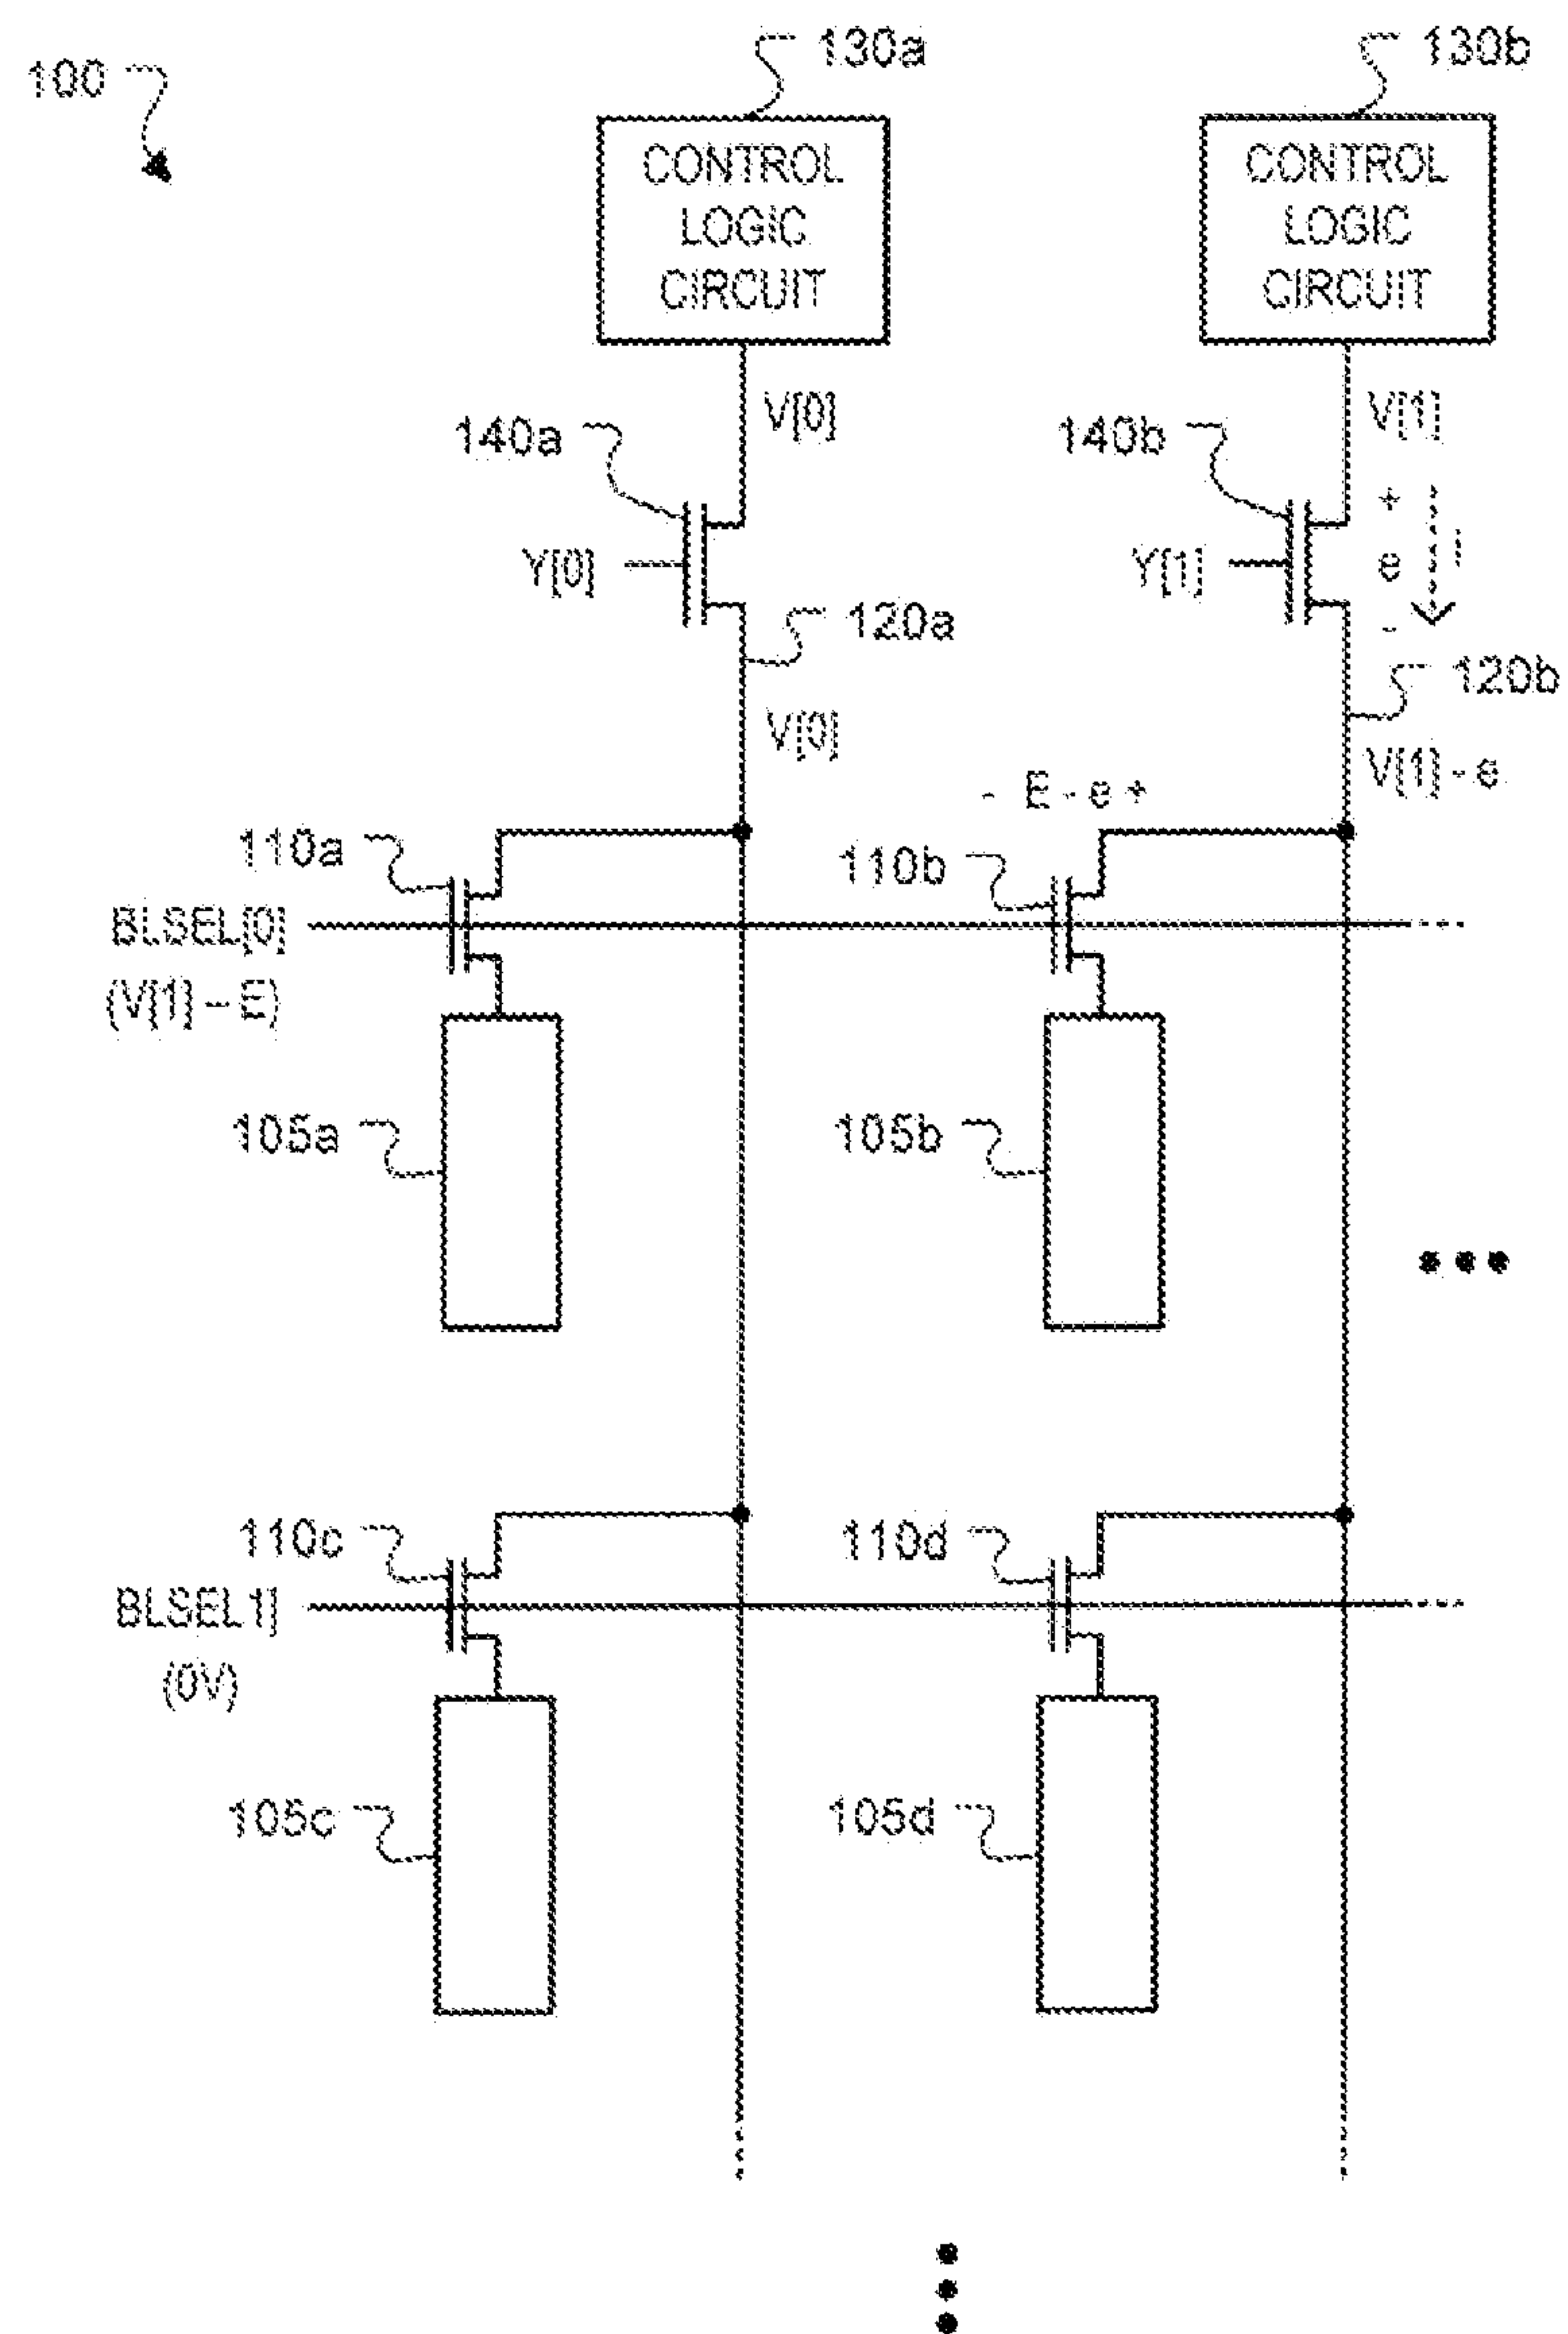 100
130a
130b
CONTROL
LOGIC
CIRCUIT
CONTROL
LOGIC
CIRCUIT
V[0]
V[1]
140a
140b
+
Y[0]
Y[1]
e
i
-
120a
120b
V[0]
V[1] - e
- E - e +
110a
110b
BLSEL[0]
(V[1] - E)
105a
105b
110c
110d
BLSEL1]
(0V)
105c
105d